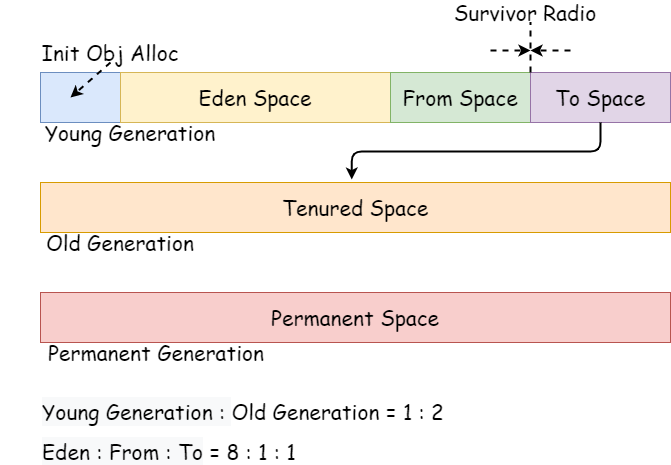 Survivor Radio
Init Obj Alloc
Eden Space
From Space
To Space
Young Generation
Tenured Space
Old Generation
Permanent Space
Permanent Generation
Young Generation : Old Generation = 1 : 2
Eden : From : To = 8 : 1 : 1